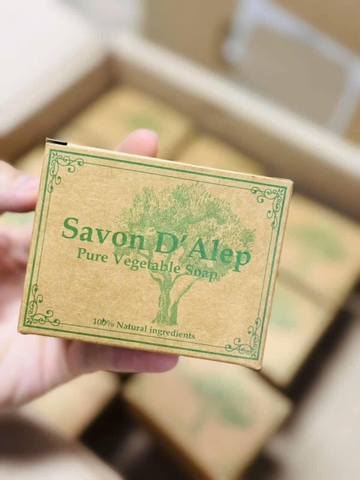 Savon D'Alep
Pure Vegetable Soap
100% Natural ingredients